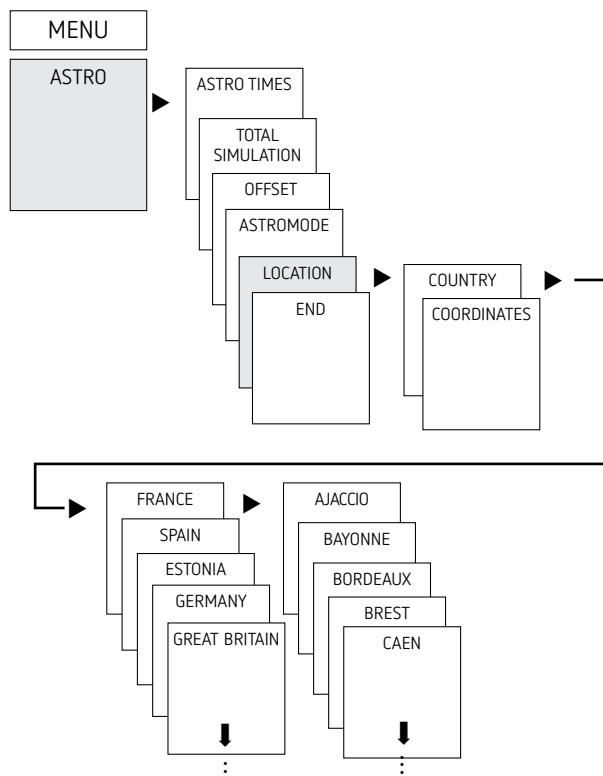 MENU
ASTRO
ASTRO TIMES
TOTAL
SIMULATION
OFFSET
ASTROMODE
LOCATION
END
COUNTRY
COORDINATES
FRANCE
SPAIN
ESTONIA
GERMANY
GREAT BRITAIN
AJACCIO
BAYONNE
BORDEAUX
BREST
CAEN